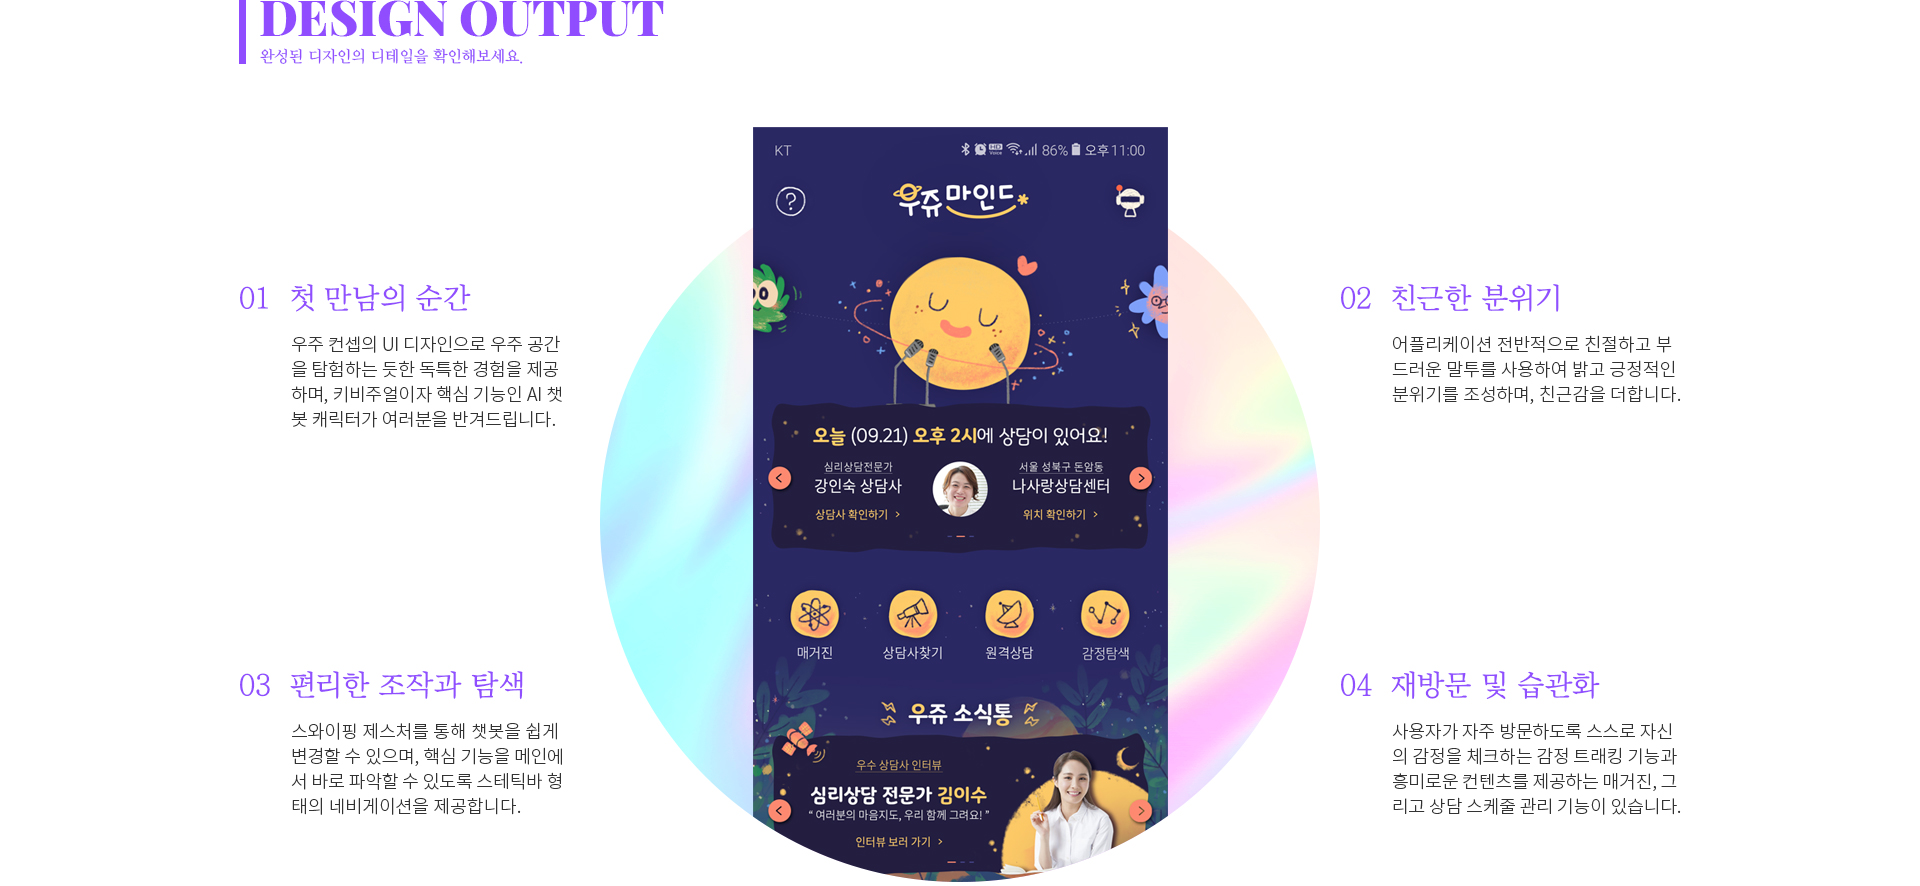 DESIGN OUTPUT
완성된 디자인의 디테일을 확인해보세요.
01 첫 만남의 순간
우주 컨셉의 UI 디자인으로 우주 공간
을 탐험하는 듯한 독특한 경험을 제공
하며, 키비주얼이자 핵심 기능인 AI 챗
봇 캐릭터가 여러분을 반겨드립니다.
03 편리한 조작과 탐색
스와이핑 제스처를 통해 챗봇을 쉽게
변경할 수 있으며, 핵심 기능을 메인에
서 바로 파악할 수 있도록 스테틱바 형
태의 네비게이션을 제공합니다.
KT
HD Voice 86% 오후 11:00
?
우쥬 마인드
오늘 (09.21) 오후 2시에 상담이 있어요!
심리상담전문가
강인숙 상담사
상담사 확인하기 >
서울 성북구 돈암동
나사랑상담센터
위치 확인하기 >
매거진 상담사찾기 원격상담 감정탐색
우쥬 소식통
우수 상담사 인터뷰
심리상담 전문가 김이수
“ 여러분의 마음지도, 우리 함께 그려요! ”
인터뷰 보러 가기 >
02 친근한 분위기
어플리케이션 전반적으로 친절하고 부
드러운 말투를 사용하여 밝고 긍정적인
분위기를 조성하며, 친근감을 더합니다.
04 재방문 및 습관화
사용자가 자주 방문하도록 스스로 자신
의 감정을 체크하는 감정 트래킹 기능과
흥미로운 컨텐츠를 제공하는 매거진, 그
리고 상담 스케줄 관리 기능이 있습니다.